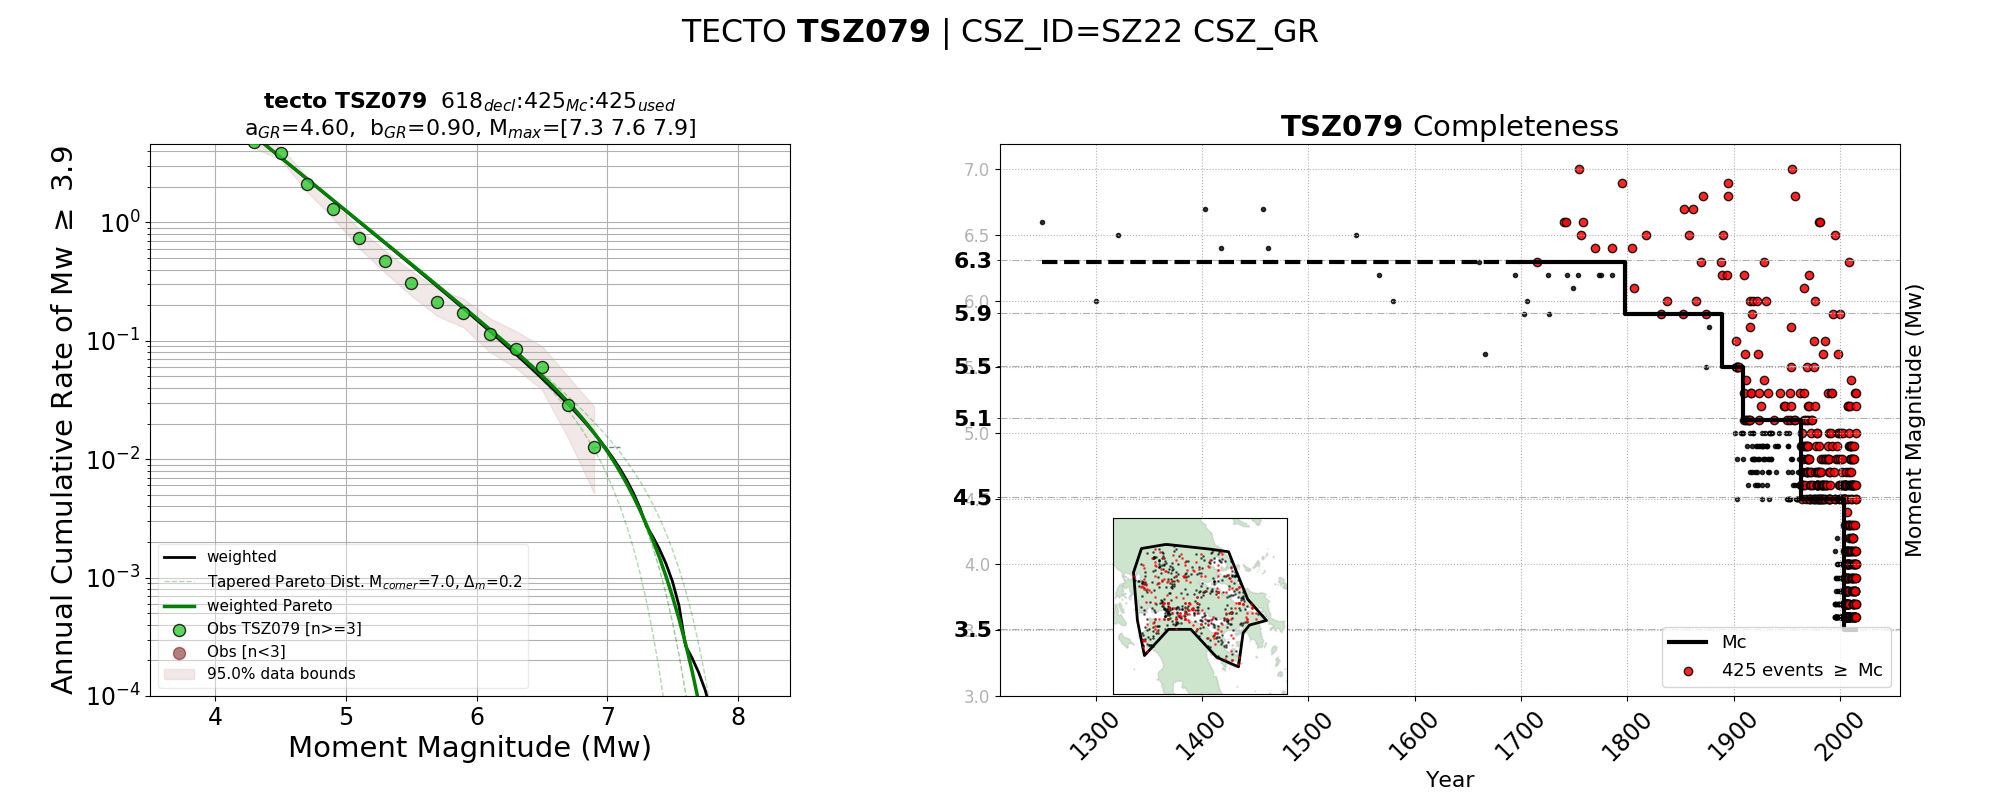 TECTO TSZ079 | CSZ_ID=SZ22 CSZ_GR
tecto TSZ079 618decl:425Mc:425used
aGR=4.60, bGR=0.90, Mmax=[7.3 7.6 7.9]
Annual Cumulative Rate of Mw ≥ 3.9
10^0
10^-1
10^-2
10^-3
10^-4
weighted
Tapered Pareto Dist. Mcorner=7.0, Δm=0.2
weighted Pareto
Obs TSZ079 [n>=3]
Obs [n<3]
95.0% data bounds
4 5 6 7 8
Moment Magnitude (Mw)
TSZ079 Completeness
7.0
6.5
6.3
6.0
5.9
5.5
5.1
5.0
4.5
4.0
3.5
3.0
Moment Magnitude (Mw)
Mc
425 events ≥ Mc
1300 1400 1500 1600 1700 1800 1900 2000
Year